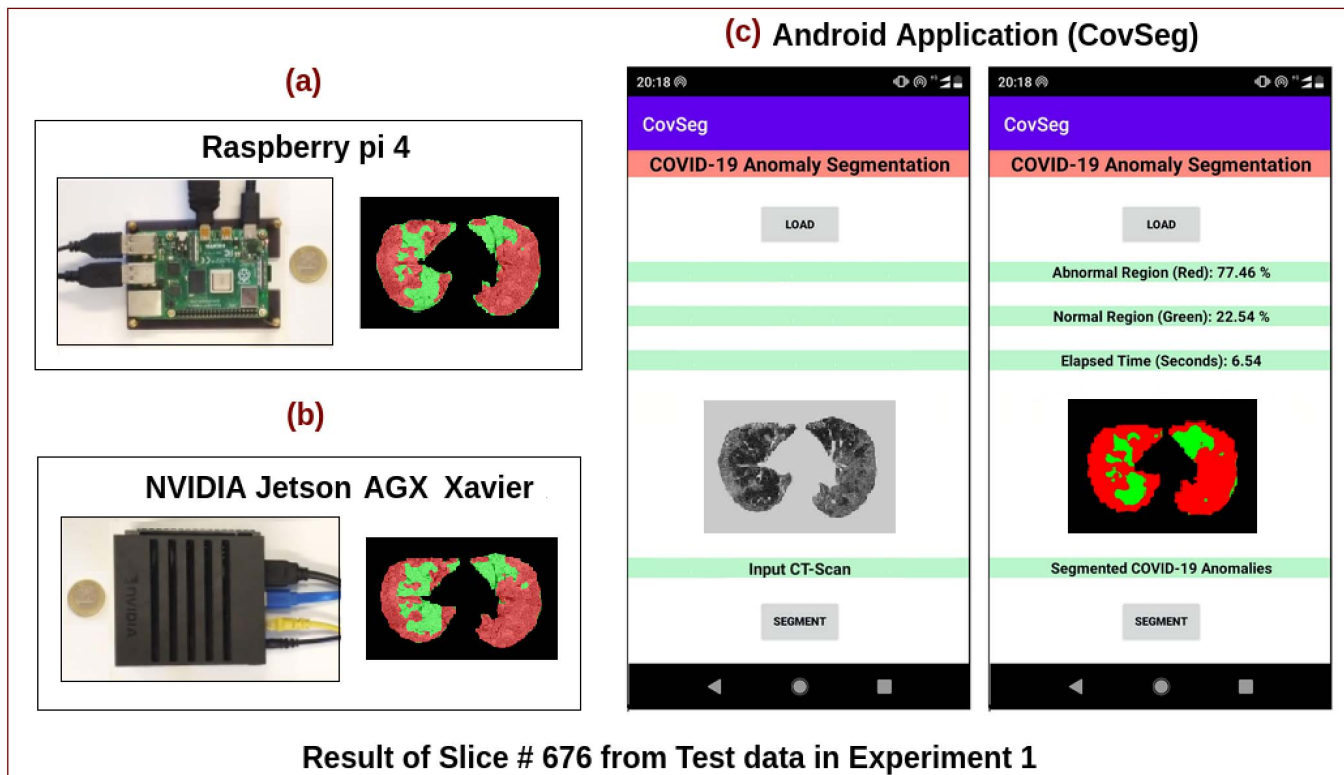 (a)
Raspberry pi 4
(b)
NVIDIA Jetson AGX Xavier
NVIDIA
(c) Android Application (CovSeg)
20:18
CovSeg
COVID-19 Anomaly Segmentation
LOAD
Input CT-Scan
SEGMENT
20:18
CovSeg
COVID-19 Anomaly Segmentation
LOAD
Abnormal Region (Red): 77.46 %
Normal Region (Green): 22.54 %
Elapsed Time (Seconds): 6.54
Segmented COVID-19 Anomalies
SEGMENT
Result of Slice # 676 from Test data in Experiment 1